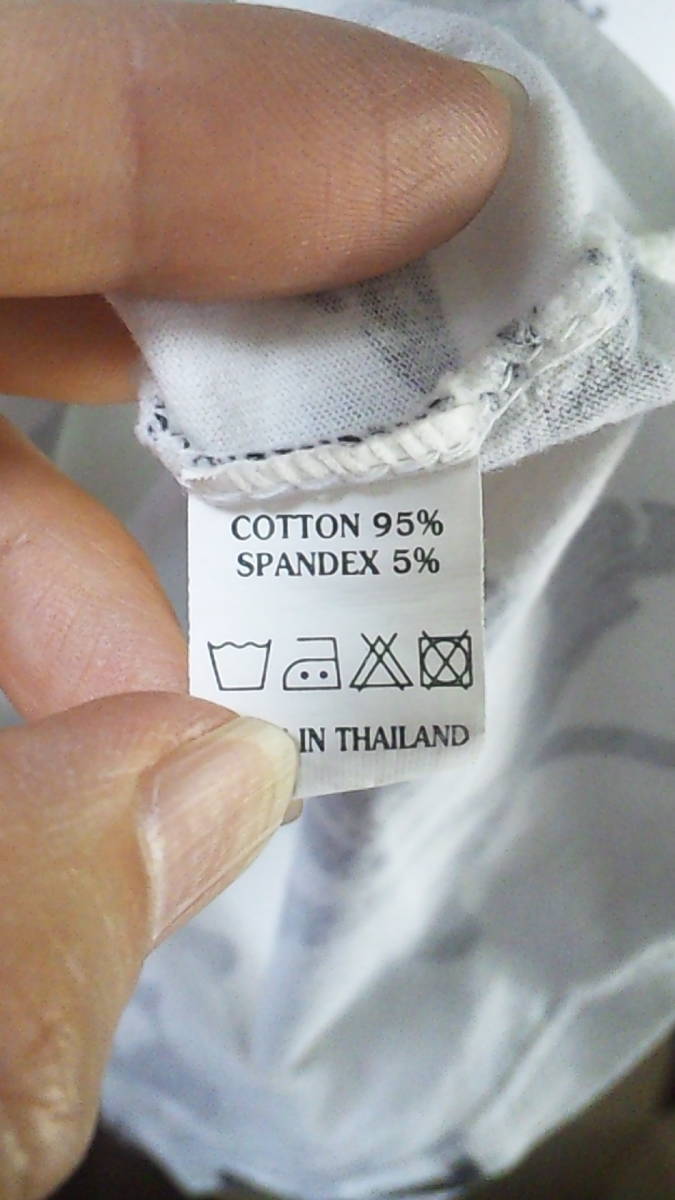 COTTON 95%
SPANDEX 5%
IN THAILAND